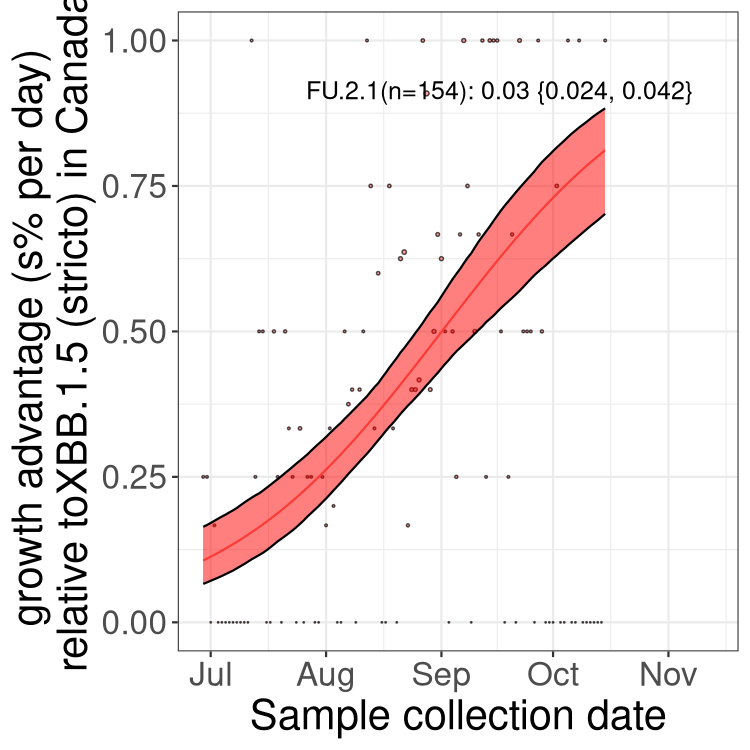 growth advantage (s% per day)
relative toXBB.1.5 (stricto) in Canada
1.00
0.75
0.50
0.25
0.00
FU.2.1(n=154): 0.03 {0.024, 0.042}
Jul Aug Sep Oct Nov
Sample collection date